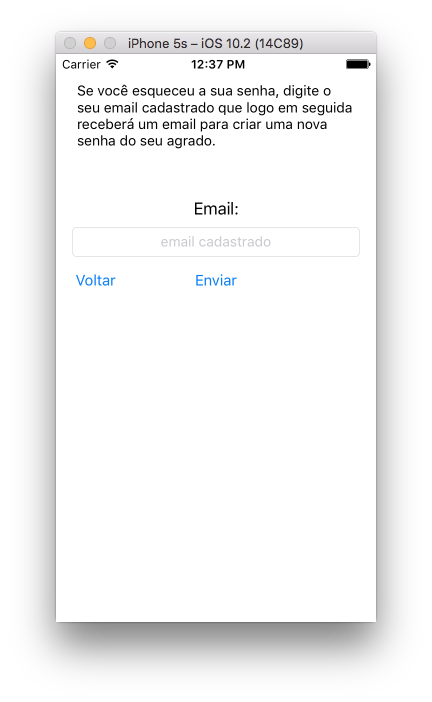 iPhone 5s – iOS 10.2 (14C89)
Carrier 12:37 PM
Se você esqueceu a sua senha, digite o
seu email cadastrado que logo em seguida
receberá um email para criar uma nova
senha do seu agrado.
Email:
email cadastrado
Voltar Enviar